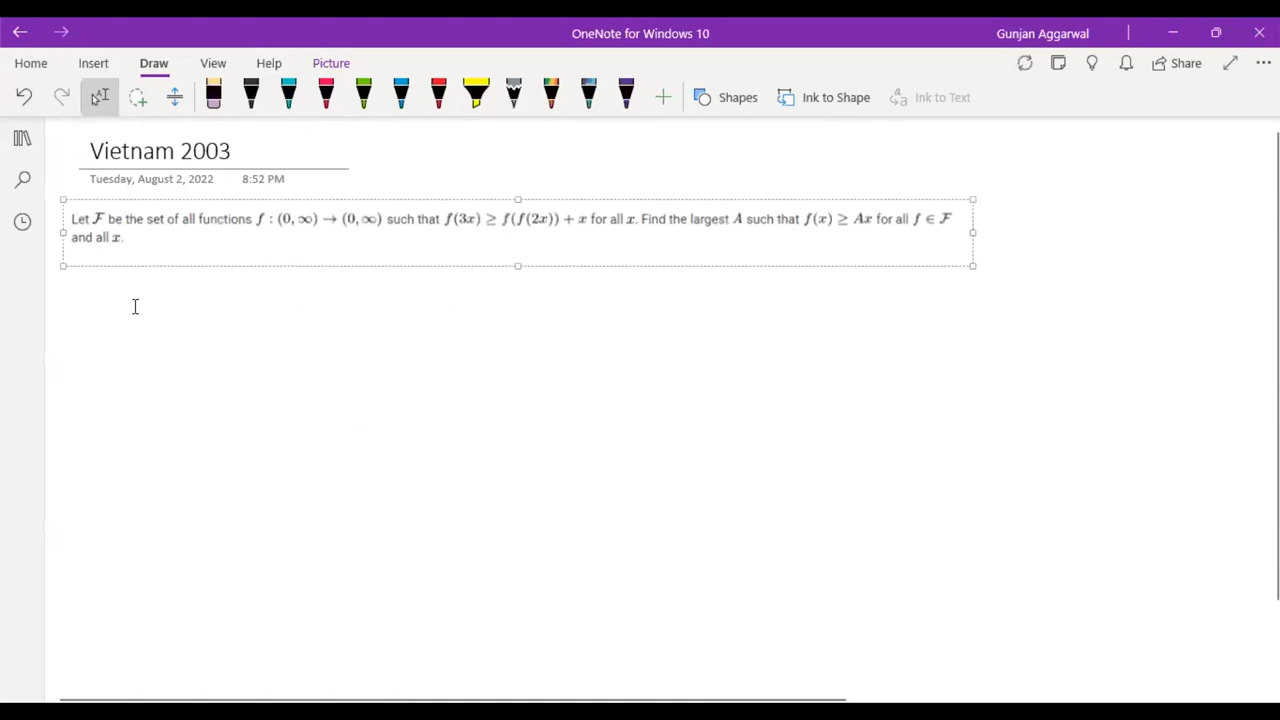 OneNote for Windows 10
Gunjan Aggarwal
Home Insert Draw View Help Picture
Share
Shapes
Ink to Shape
Ink to Text
Vietnam 2003
Tuesday, August 2, 2022 8:52 PM
Let ℱ be the set of all functions f : (0, ∞) → (0, ∞) such that f(3x) ≥ f(f(2x)) + x for all x. Find the largest A such that f(x) ≥ Ax for all f ∈ ℱ
and all x.